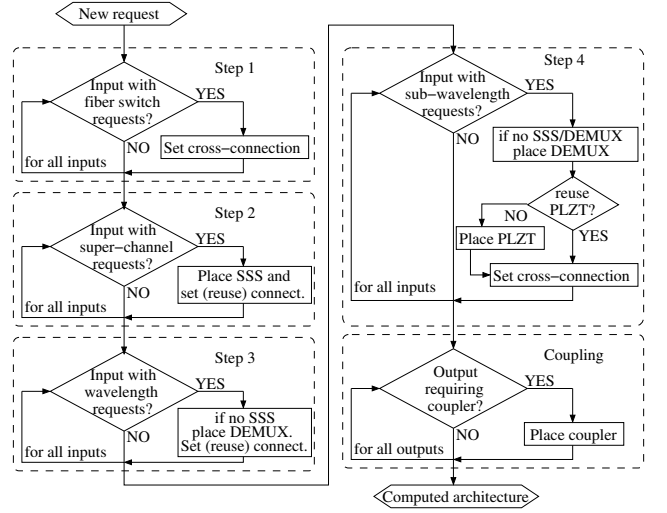 New request
Step 1
Input with
fiber switch
requests?
YES
Set cross-connection
NO
for all inputs
Step 2
Input with
super-channel
requests?
YES
Place SSS and
set (reuse) connect.
NO
for all inputs
Step 3
Input with
wavelength
requests?
YES
if no SSS
place DEMUX.
Set (reuse) connect.
NO
for all inputs
Step 4
Input with
sub-wavelength
requests?
YES
if no SSS/DEMUX
place DEMUX
NO
reuse
PLZT?
NO
Place PLZT
YES
Set cross-connection
for all inputs
Coupling
Output
requiring
coupler?
YES
Place coupler
NO
for all outputs
Computed architecture